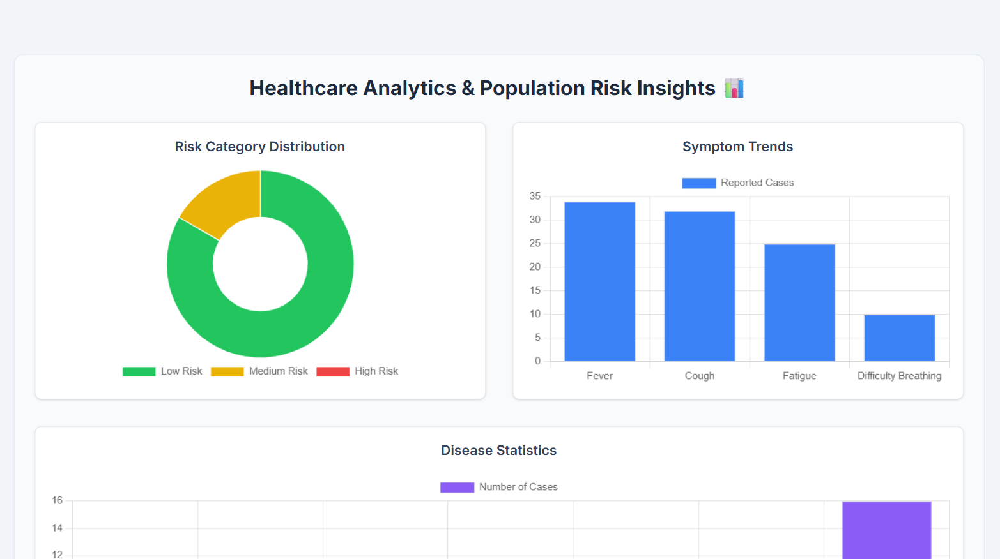 Healthcare Analytics & Population Risk Insights 📊
Risk Category Distribution
Low Risk Medium Risk High Risk
Symptom Trends
Reported Cases
35
30
25
20
15
10
5
0
Fever Cough Fatigue Difficulty Breathing
Disease Statistics
Number of Cases
16
14
12